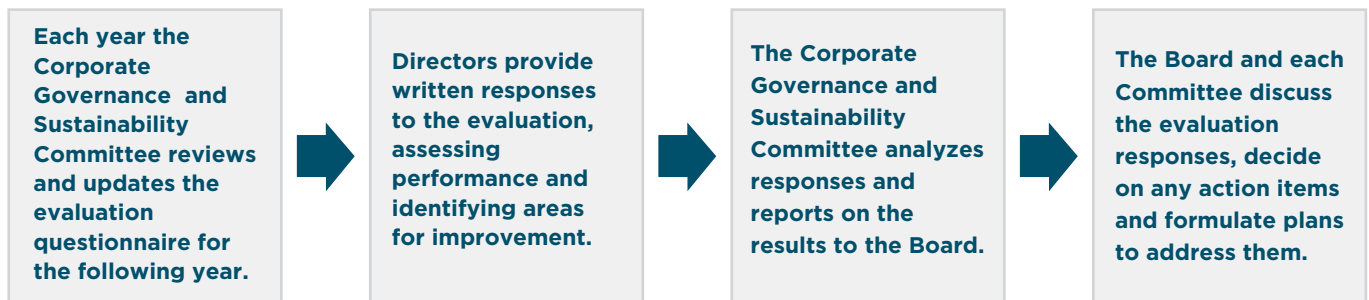 Each year the
Corporate
Governance and
Sustainability
Committee reviews
and updates the
evaluation
questionnaire for
the following year.
Directors provide
written responses
to the evaluation,
assessing
performance and
identifying areas
for improvement.
The Corporate
Governance and
Sustainability
Committee analyzes
responses and
reports on the
results to the Board.
The Board and each
Committee discuss
the evaluation
responses, decide
on any action items
and formulate plans
to address them.